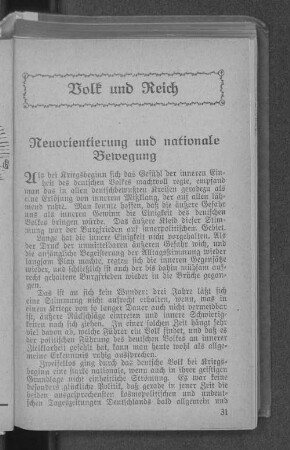 Volk und Reich
Neuorientierung und nationale
Bewegung
Als bei Kriegsbeginn sich das Gefühl der inneren Ein-
heit des deutschen Volkes machtvoll regte, empfand
man das in allen deutschen Kreisen geradezu als
eine Erlösung von innerem Mißklang, der auf allen
ruhte. Man konnte hoffen, daß die äußere Gefahr
uns als inneren Gewinn die Einigkeit des deutschen
Volkes bringen würde. Das äußere Kleid dieser Stim-
mung war der Burgfrieden auf innerpolitischem Gebiet.
Lange hat die innere Einigkeit nicht vorgehalten. Als
der Druck der unmittelbaren äußeren Gefahr wich, und
die anfängliche Begeisterung der Alltagsstimmung wieder
langsam Platz machte, regten sich die inneren Gegensätze
wieder, und schließlich ist auch der bis dahin mühsam auf-
recht gehaltene Burgfrieden wieder in die Brüche gegan-
gen.
Das ist an sich kein Wunder: drei Jahre läßt sich
eine Stimmung nicht aufrecht erhalten, wenn, was in
einem Kriege von so langer Dauer auch nicht vermeidbar
ist, äußere Rückschläge eintreten und innere Schwierig-
keiten nach sich ziehen. In einer solchen Zeit hängt sehr
viel davon ab, welche Führer ein Volk findet, und daß es
der politischen Führung des deutschen Volkes an innerer
Zielklarheit gefehlt hat, kann man heute wohl als allge-
meine Erkenntnis ruhig aussprechen.
Zweifellos ging durch das deutsche Volk bei Kriegs-
beginn eine starke nationale, wenn auch in ihrer geistigen
Grundlage nicht einheitliche Strömung. Es war keine
besonders glückliche Politik, daß gerade in jener Zeit die
beiden ausgesprochensten kosmopolitischen und undeut-
schen Tageszeitungen Deutschlands bald allgemein und
31